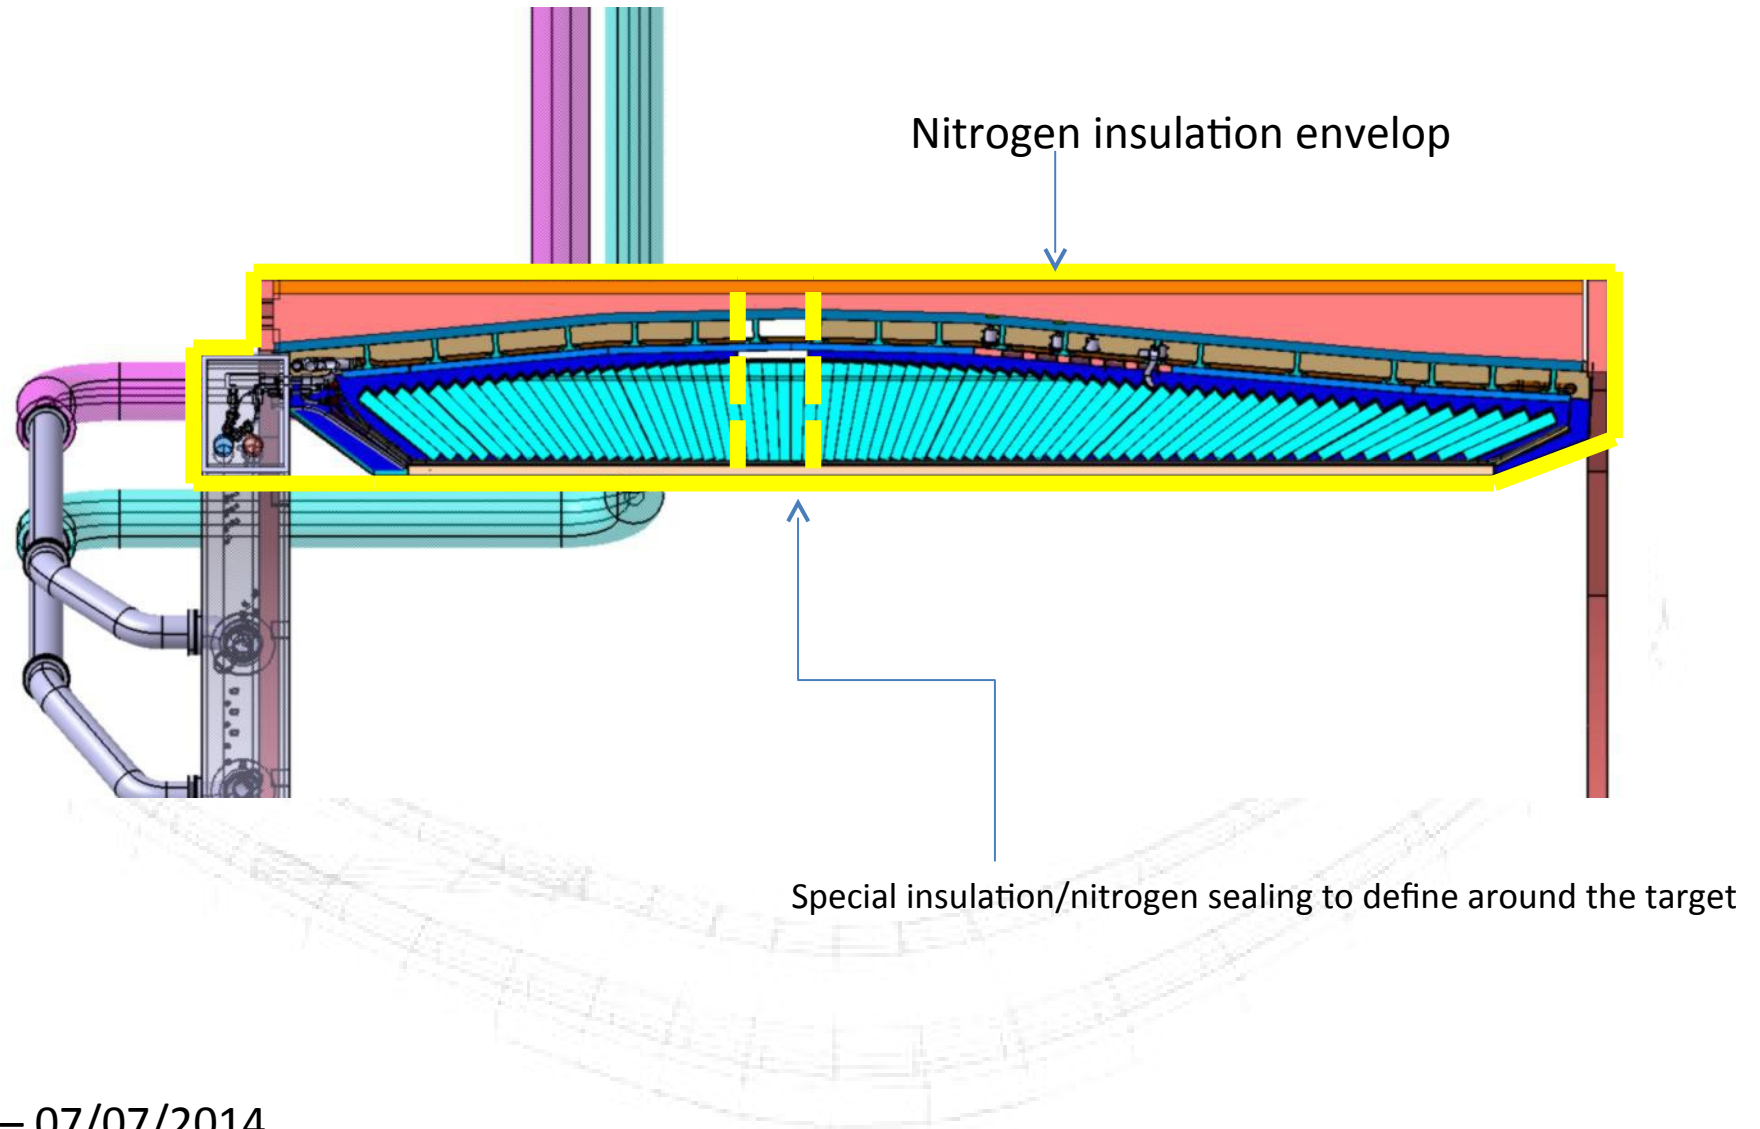 Nitrogen insulation envelop
Special insulation/nitrogen sealing to define around the target
– 07/07/2014